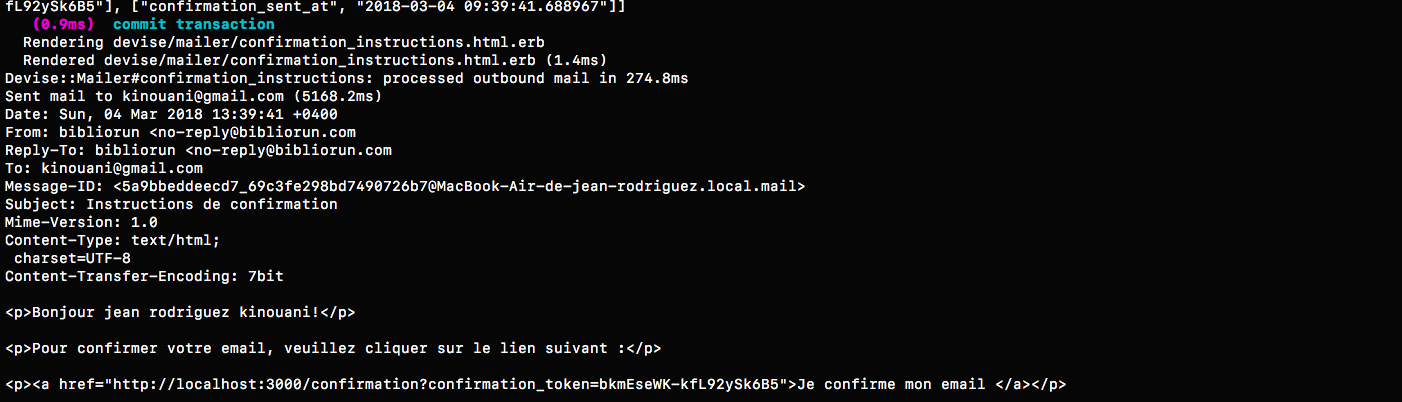 fL92ySk6B5"], ["confirmation_sent_at", "2018-03-04 09:39:41.688967"]]
(0.9ms) commit transaction
Rendering devise/mailer/confirmation_instructions.html.erb
Rendered devise/mailer/confirmation_instructions.html.erb (1.4ms)
Devise::Mailer#confirmation_instructions: processed outbound mail in 274.8ms
Sent mail to kinouani@gmail.com (5168.2ms)
Date: Sun, 04 Mar 2018 13:39:41 +0400
From: bibliorun <no-reply@bibliorun.com
Reply-To: bibliorun <no-reply@bibliorun.com
To: kinouani@gmail.com
Message-ID: <5a9bbeddeecd7_69c3fe298bd7490726b7@MacBook-Air-de-jean-rodriguez.local.mail>
Subject: Instructions de confirmation
Mime-Version: 1.0
Content-Type: text/html;
charset=UTF-8
Content-Transfer-Encoding: 7bit
<p>Bonjour jean rodriguez kinouani!</p>
<p>Pour confirmer votre email, veuillez cliquer sur le lien suivant :</p>
<p><a href="http://localhost:3000/confirmation?confirmation_token=bkmEseWK-kfL92ySk6B5">Je confirme mon email </a></p>